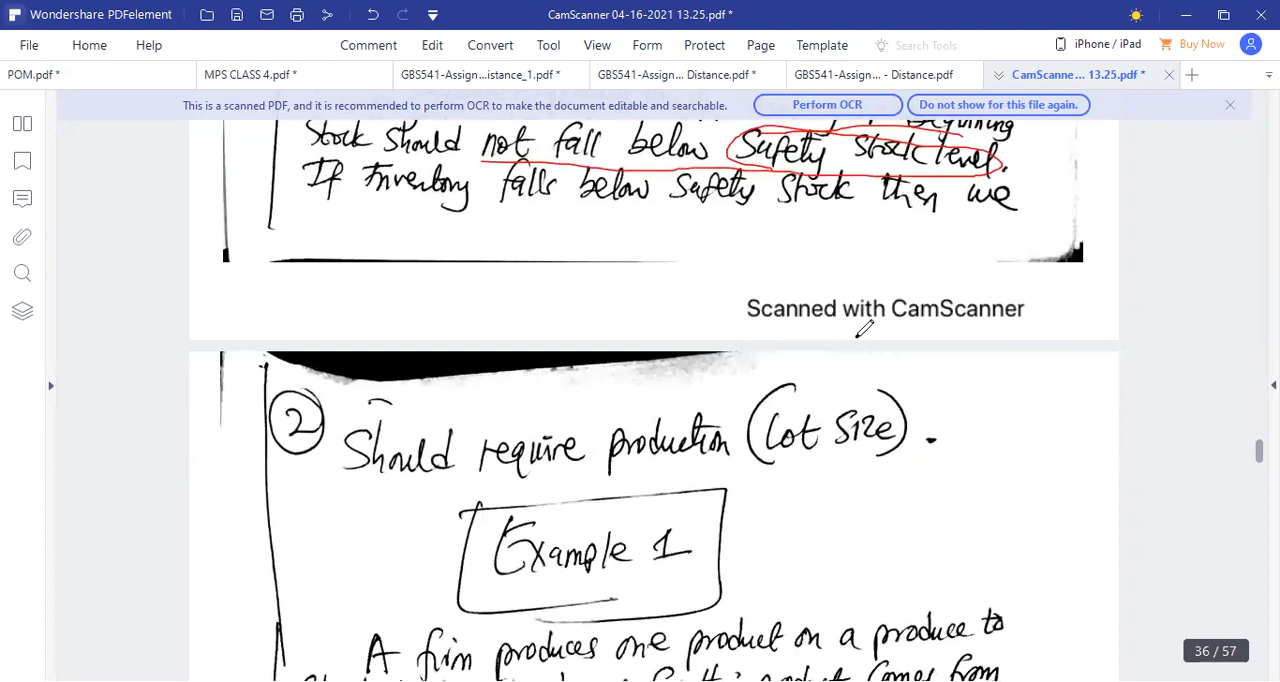 Wondershare PDFelement
CamScanner 04-16-2021 13.25.pdf *
File Home Help
Comment Edit Convert Tool View Form Protect Page Template Search Tools
iPhone / iPad Buy Now
POM.pdf *
MPS CLASS 4.pdf *
GBS541-Assign...istance_1.pdf *
GBS541-Assign... Distance.pdf *
GBS541-Assign... - Distance.pdf
CamScanne... 13.25.pdf *
This is a scanned PDF, and it is recommended to perform OCR to make the document editable and searchable.
Perform OCR
Do not show for this file again.
Stock should not fall below Safety Stock level.
If Inventory falls below Safety Stock then we
Scanned with CamScanner
2 Should require production (Lot Size).
Example 1
A firm produces one product on a produce to
product comes from
36 / 57